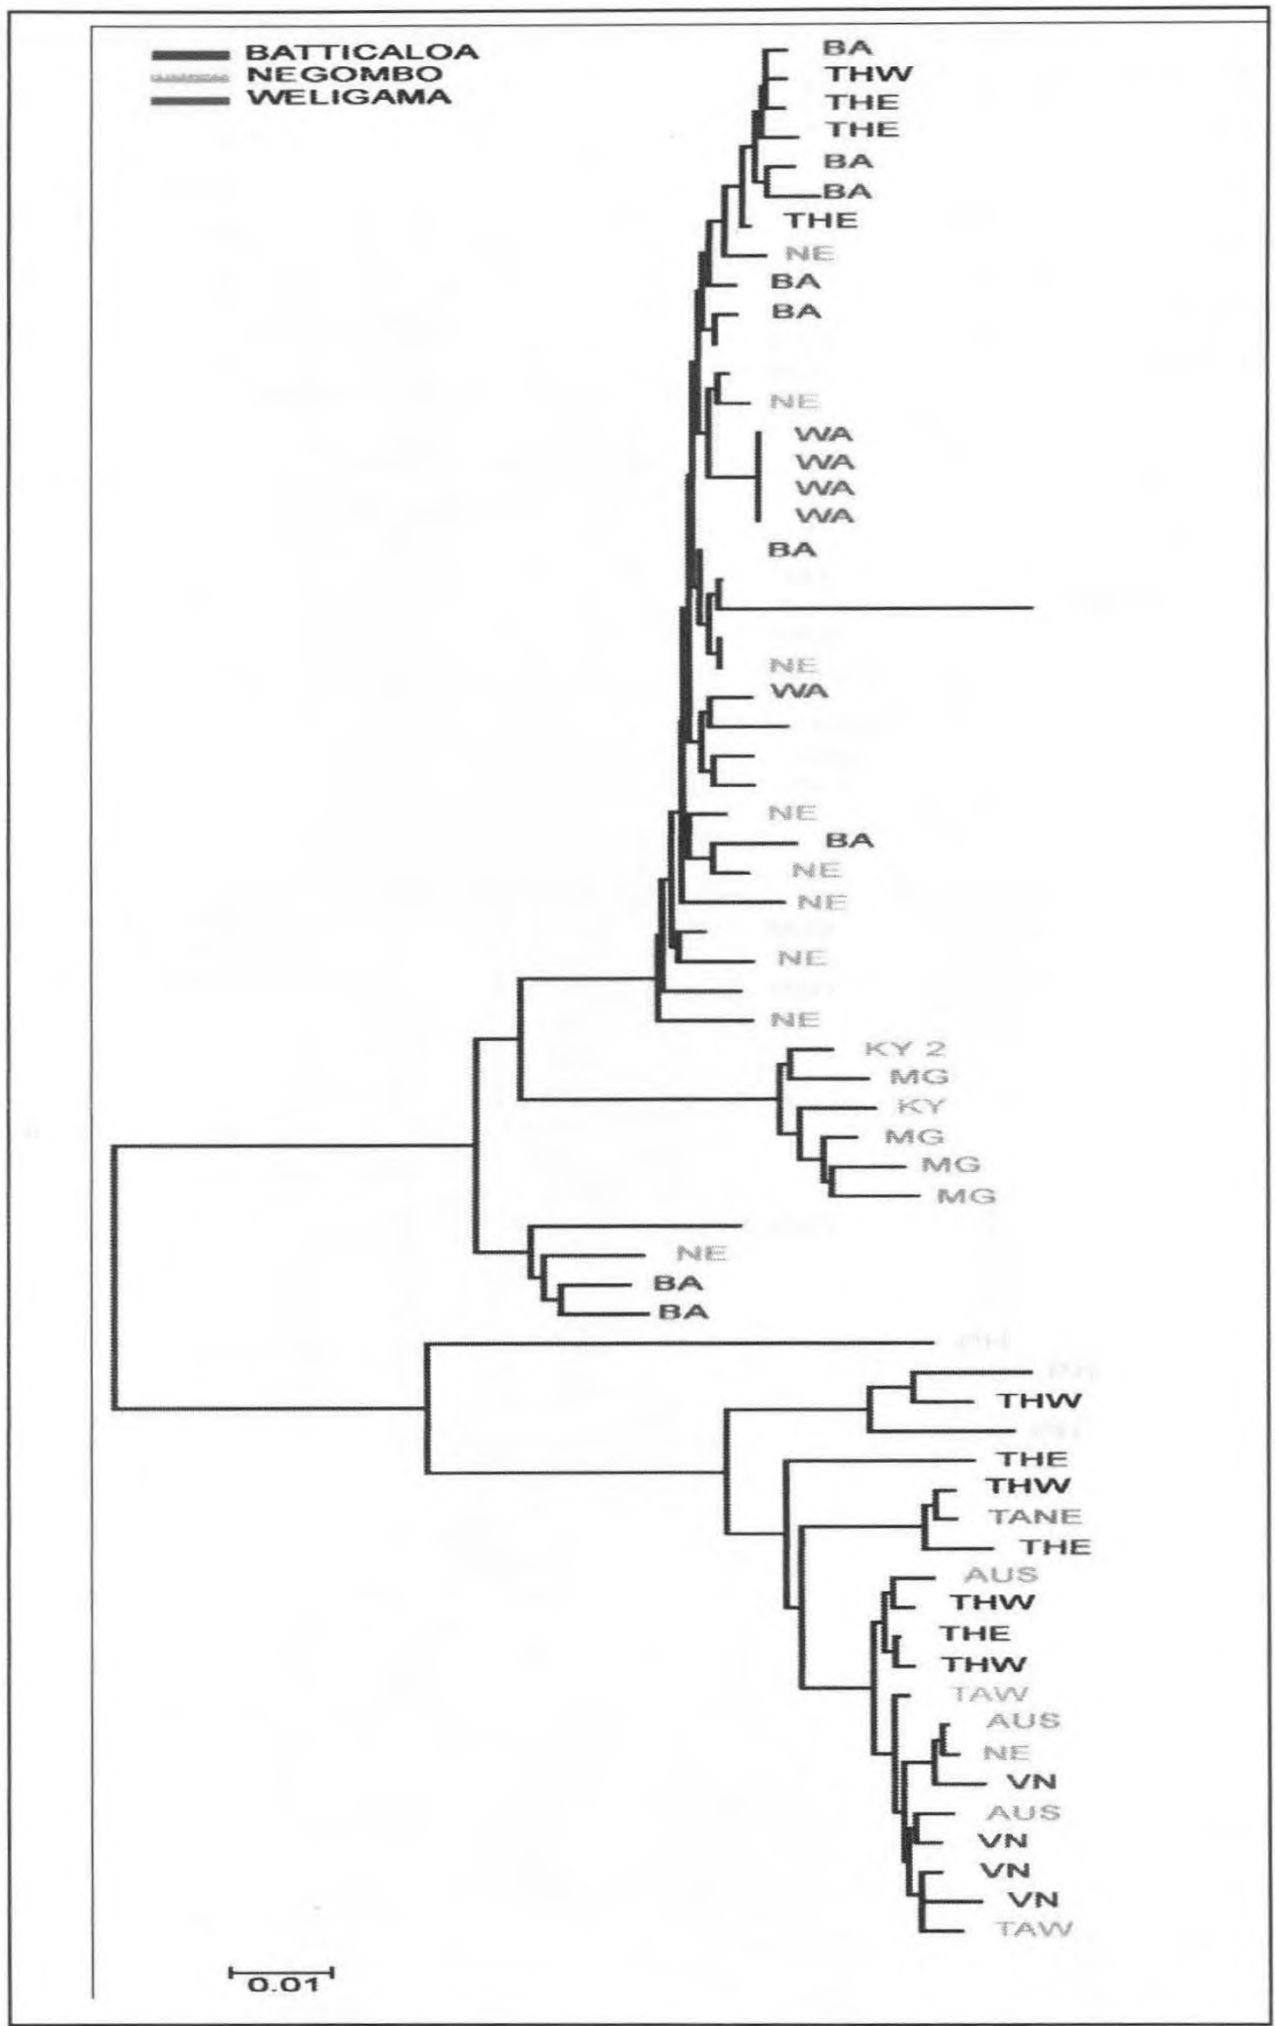 BATTICALOA
NEGOMBO
WELIGAMA
BA
THW
THE
THE
BA
BA
THE
NE
BA
BA
NE
WA
WA
WA
WA
BA
NE
WA
NE
BA
NE
NE
NE
NE
KY 2
MG
KY
MG
MG
MG
NE
BA
BA
THW
THE
THW
TANE
THE
AUS
THW
THE
THW
TAW
AUS
NE
VN
AUS
VN
VN
VN
TAW
0.01